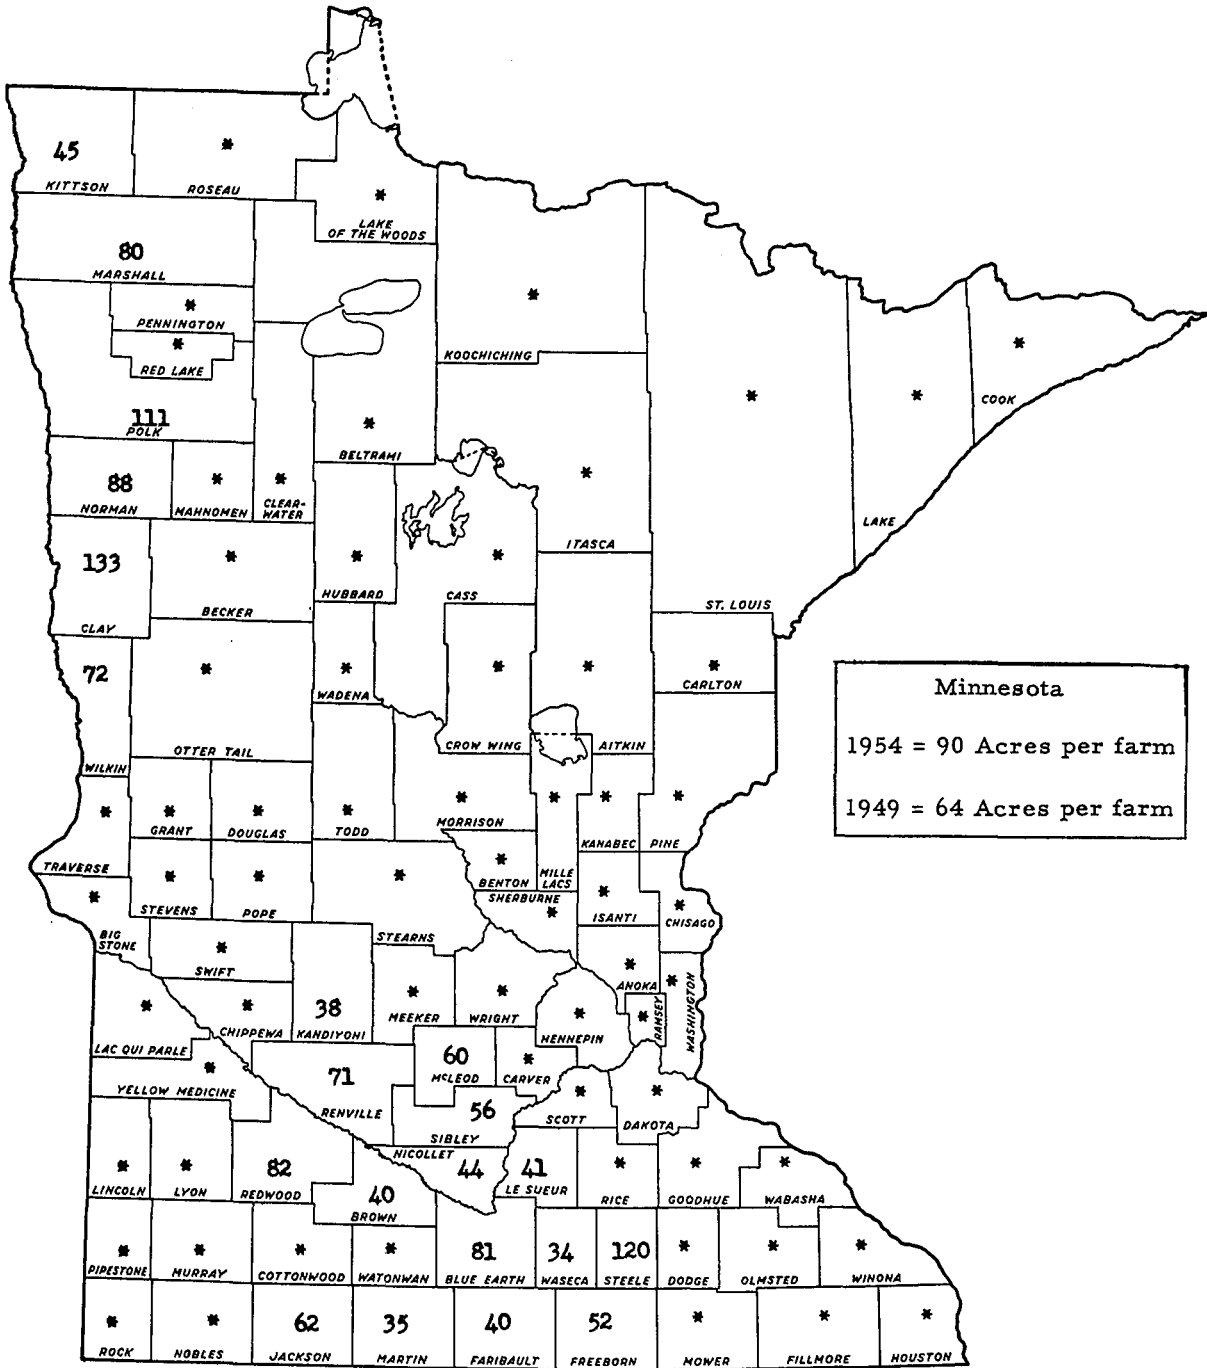 *
45
KITTSON
ROSEAU
*
LAKE
OF THE WOODS
80
MARSHALL
*
PENNINGTON
*
RED LAKE
*
KOOCHICHING
*
COOK
*
LAKE
*
ST. LOUIS
111
POLK
*
BELTRAMI
88
NORMAN
*
MAHNOMEN
*
CLEAR-
WATER
*
ITASCA
133
CLAY
*
BECKER
*
HUBBARD
*
CASS
72
WILKIN
*
OTTER TAIL
*
WADENA
*
CROW WING
*
AITKIN
*
CARLTON
Minnesota
1954 = 90 Acres per farm
1949 = 64 Acres per farm
*
TRAVERSE
*
GRANT
*
DOUGLAS
*
TODD
*
MORRISON
*
MILLE
LACS
*
KANABEC
*
PINE
*
BIG
STONE
*
STEVENS
*
POPE
*
STEARNS
*
BENTON
SHERBURNE
*
*
ISANTI
*
CHISAGO
*
SWIFT
*
ANOKA
*
WASHINGTON
*
LAC QUI PARLE
*
CHIPPEWA
38
KANDIYOHI
*
MEEKER
*
WRIGHT
*
HENNEPIN
*
RAMSEY
*
YELLOW MEDICINE
71
RENVILLE
60
McLEOD
*
CARVER
56
SIBLEY
*
SCOTT
*
DAKOTA
*
LINCOLN
*
LYON
82
REDWOOD
NICOLLET
44
40
BROWN
41
LE SUEUR
*
RICE
*
GOODHUE
*
WABASHA
*
PIPESTONE
*
MURRAY
*
COTTONWOOD
*
WATONWAN
81
BLUE EARTH
34
WASECA
120
STEELE
*
DODGE
*
OLMSTED
*
WINONA
*
ROCK
*
NOBLES
62
JACKSON
35
MARTIN
40
FARIBAULT
52
FREEBORN
*
MOWER
*
FILLMORE
*
HOUSTON